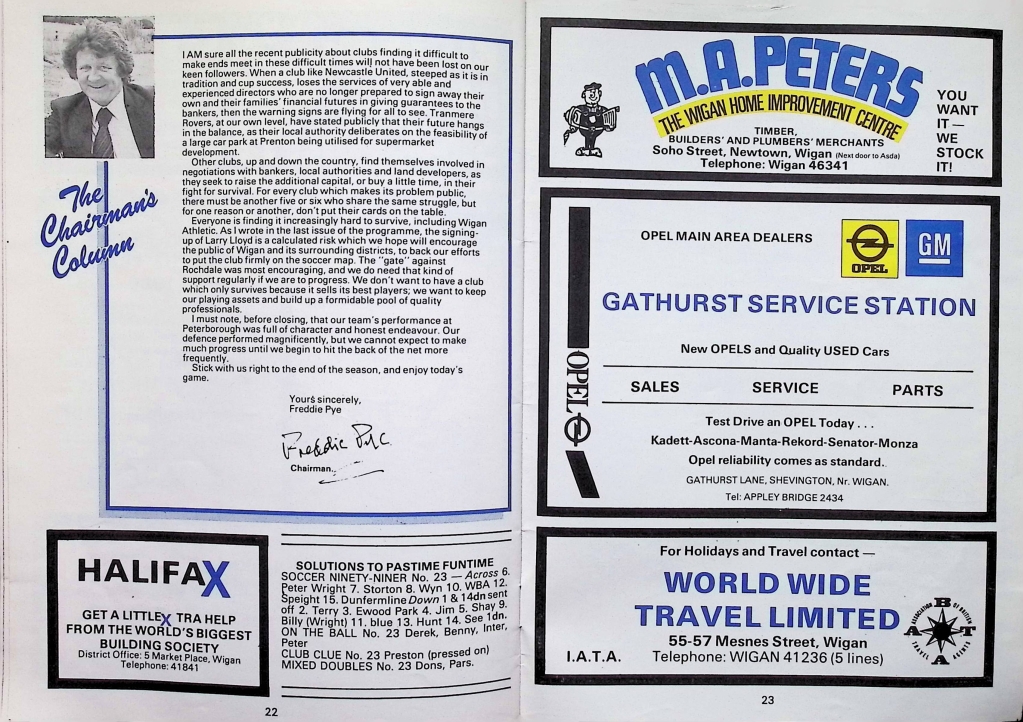 The
Chairman's
Column
I AM sure all the recent publicity about clubs finding it difficult to
make ends meet in these difficult times will not have been lost on our
keen followers. When a club like Newcastle United, steeped as it is in
tradition and cup success, loses the services of very able and
experienced directors who are no longer prepared to sign away their
own and their families' financial futures in giving guarantees to the
bankers, then the warning signs are flying for all to see. Tranmere
Rovers, at our own level, have stated publicly that their future hangs
in the balance, as their local authority deliberates on the feasibility of
a large car park at Prenton being utilised for supermarket
development.
Other clubs, up and down the country, find themselves involved in
negotiations with bankers, local authorities and land developers, as
they seek to raise the additional capital, or buy a little time, in their
fight for survival. For every club which makes its problem public,
there must be another five or six who share the same struggle, but
for one reason or another, don't put their cards on the table.
Everyone is finding it increasingly hard to survive, including Wigan
Athletic. As I wrote in the last issue of the programme, the signing-
up of Larry Lloyd is a calculated risk which we hope will encourage
the public of Wigan and its surrounding districts, to back our efforts
to put the club firmly on the soccer map. The "gate" against
Rochdale was most encouraging, and we do need that kind of
support regularly if we are to progress. We don't want to have a club
which only survives because it sells its best players; we want to keep
our playing assets and build up a formidable pool of quality
professionals.
I must note, before closing, that our team's performance at
Peterborough was full of character and honest endeavour. Our
defence performed magnificently, but we cannot expect to make
much progress until we begin to hit the back of the net more
frequently.
Stick with us right to the end of the season, and enjoy today's
game.
Yours sincerely,
Freddie Pye
Freddie Pye
Chairman.
HALIFAX
GET A LITTLE X TRA HELP
FROM THE WORLD'S BIGGEST
BUILDING SOCIETY
District Office: 5 Market Place, Wigan
Telephone: 41841
SOLUTIONS TO PASTIME FUNTIME
SOCCER NINETY-NINER No. 23 — Across 6.
Peter Wright 7. Storton 8. Wyn 10. WBA 12.
Speight 15. Dunfermline Down 1 & 14dn sent
off 2. Terry 3. Ewood Park 4. Jim 5. Shay 9.
Billy (Wright) 11. blue 13. Hunt 14. See 1dn.
ON THE BALL No. 23 Derek, Benny, Inter,
Peter
CLUB CLUE No. 23 Preston (pressed on)
MIXED DOUBLES No. 23 Dons, Pars.
22
M.A.PETERS
THE WIGAN HOME IMPROVEMENT CENTRE
TIMBER,
BUILDERS' AND PLUMBERS' MERCHANTS
Soho Street, Newtown, Wigan (Next door to Asda)
Telephone: Wigan 46341
YOU
WANT
IT —
WE
STOCK
IT!
OPEL MAIN AREA DEALERS
OPEL
GM
GATHURST SERVICE STATION
New OPELS and Quality USED Cars
OPEL
SALES SERVICE PARTS
Test Drive an OPEL Today . . .
Kadett-Ascona-Manta-Rekord-Senator-Monza
Opel reliability comes as standard.
GATHURST LANE, SHEVINGTON, Nr. WIGAN.
Tel: APPLEY BRIDGE 2434
For Holidays and Travel contact —
WORLD WIDE
TRAVEL LIMITED
55-57 Mesnes Street, Wigan
I.A.T.A. Telephone: WIGAN 41236 (5 lines)
ABTA
ASSOCIATION OF BRITISH TRAVEL AGENTS
23